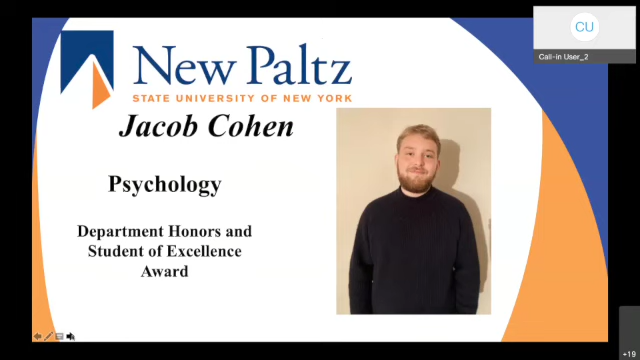 New Paltz
STATE UNIVERSITY OF NEW YORK
Jacob Cohen
Psychology
Department Honors and
Student of Excellence
Award
CU
Call-in User_2
+19